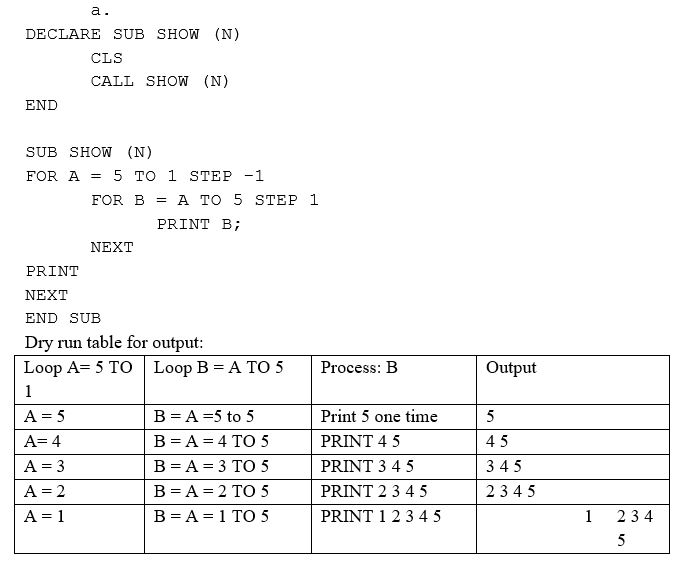 a.
DECLARE SUB SHOW (N)
CLS
CALL SHOW (N)
END
SUB SHOW (N)
FOR A = 5 TO 1 STEP -1
FOR B = A TO 5 STEP 1
PRINT B;
NEXT
PRINT
NEXT
END SUB
Dry run table for output:
Loop A= 5 TO 1 Loop B = A TO 5 Process: B Output
A = 5 B = A =5 to 5 Print 5 one time 5
A= 4 B = A = 4 TO 5 PRINT 4 5 4 5
A = 3 B = A = 3 TO 5 PRINT 3 4 5 3 4 5
A = 2 B = A = 2 TO 5 PRINT 2 3 4 5 2 3 4 5
A = 1 B = A = 1 TO 5 PRINT 1 2 3 4 5 1 2 3 4
5